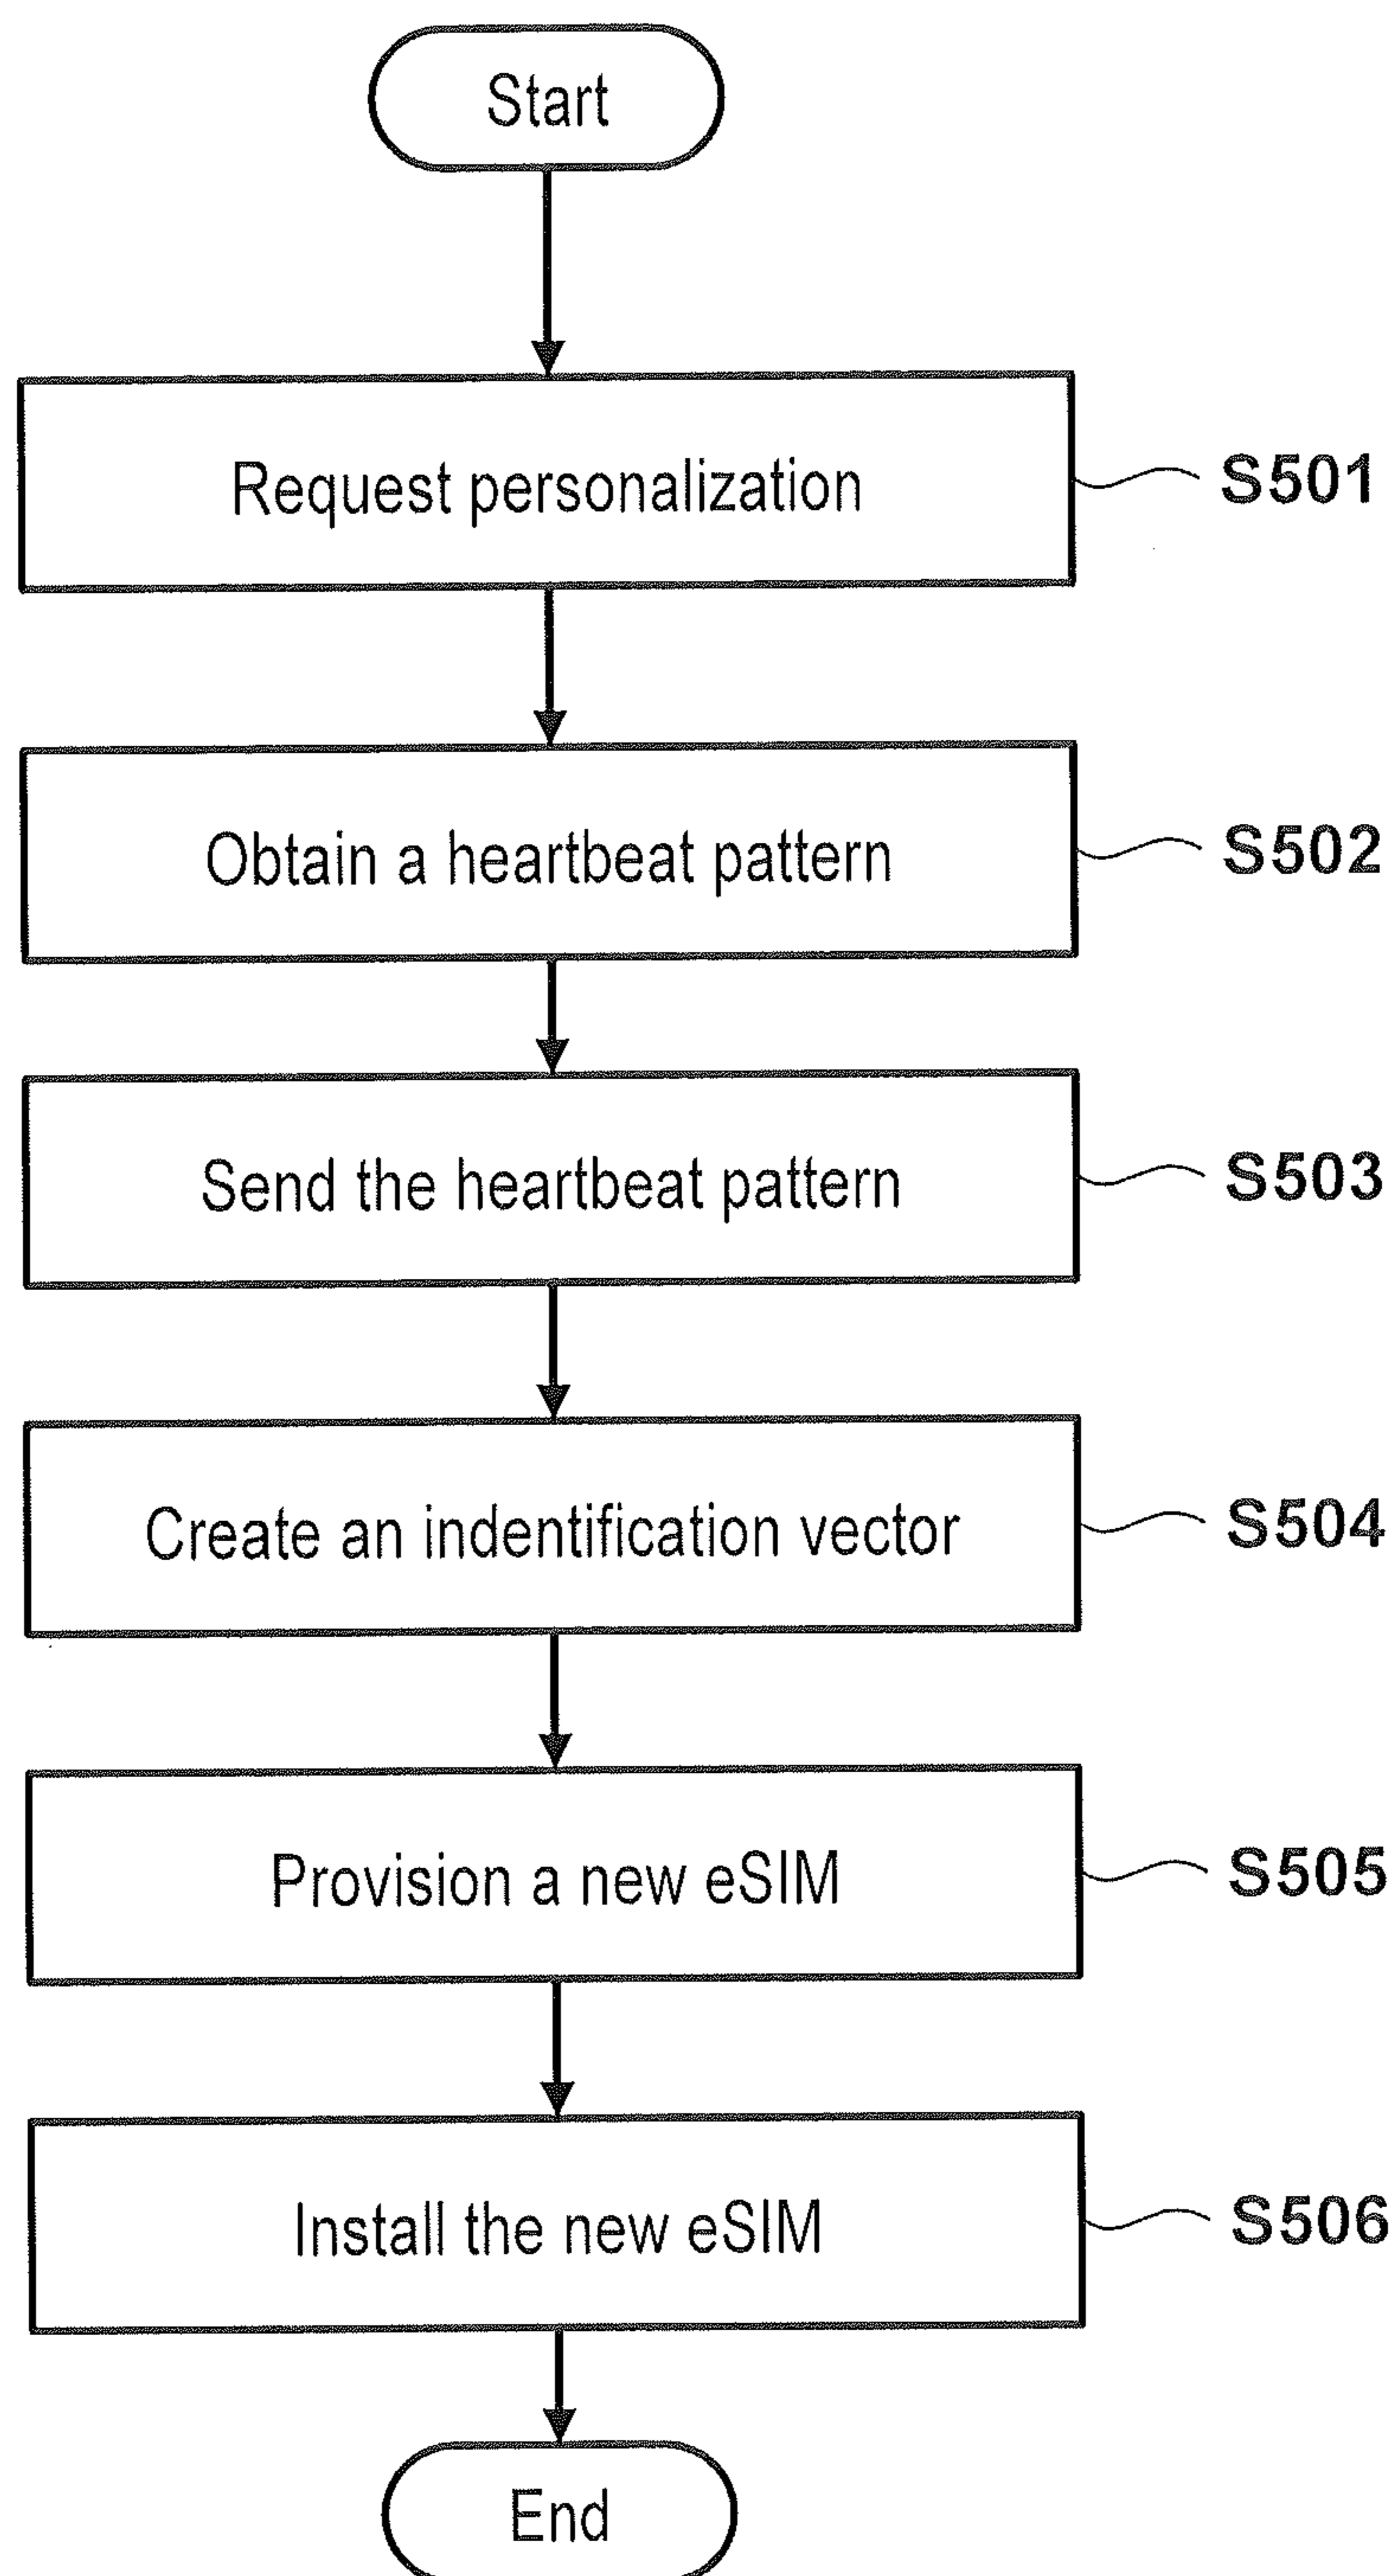 Start
Request personalization
S501
Obtain a heartbeat pattern
S502
Send the heartbeat pattern
S503
Create an indentification vector
S504
Provision a new eSIM
S505
Install the new eSIM
S506
End